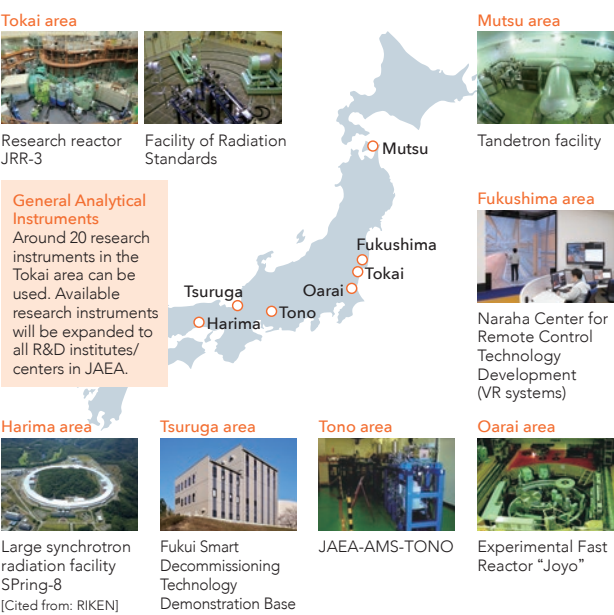 Tokai area
Research reactor
JRR-3
Facility of Radiation
Standards
Mutsu area
Tandetron facility
General Analytical
Instruments
Around 20 research
instruments in the
Tokai area can be
used. Available
research instruments
will be expanded to
all R&D institutes/
centers in JAEA.
Mutsu
Fukushima
Tokai
Oarai
Tsuruga
Tono
Harima
Fukushima area
Naraha Center for
Remote Control
Technology
Development
(VR systems)
Harima area
Large synchrotron
radiation facility
SPring-8
[Cited from: RIKEN]
Tsuruga area
Fukui Smart
Decommissioning
Technology
Demonstration Base
Tono area
JAEA-AMS-TONO
Oarai area
Experimental Fast
Reactor “Joyo”